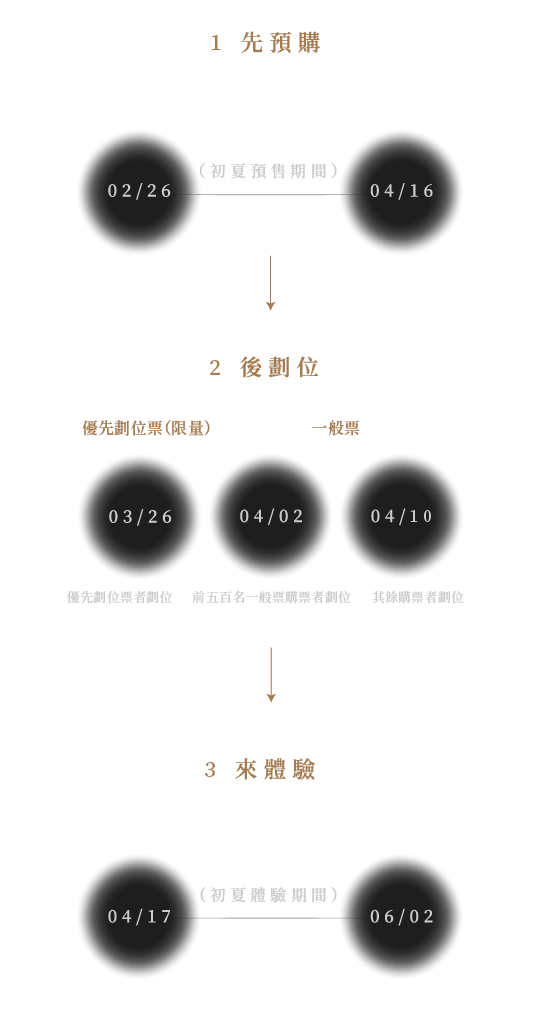 1 先預購
(初夏預售期間)
02/26 04/16
2 後劃位
優先劃位票(限量) 一般票
03/26 04/02 04/10
優先劃位票者劃位 前五百名一般票購票者劃位 其餘購票者劃位
3 來體驗
(初夏體驗期間)
04/17 06/02